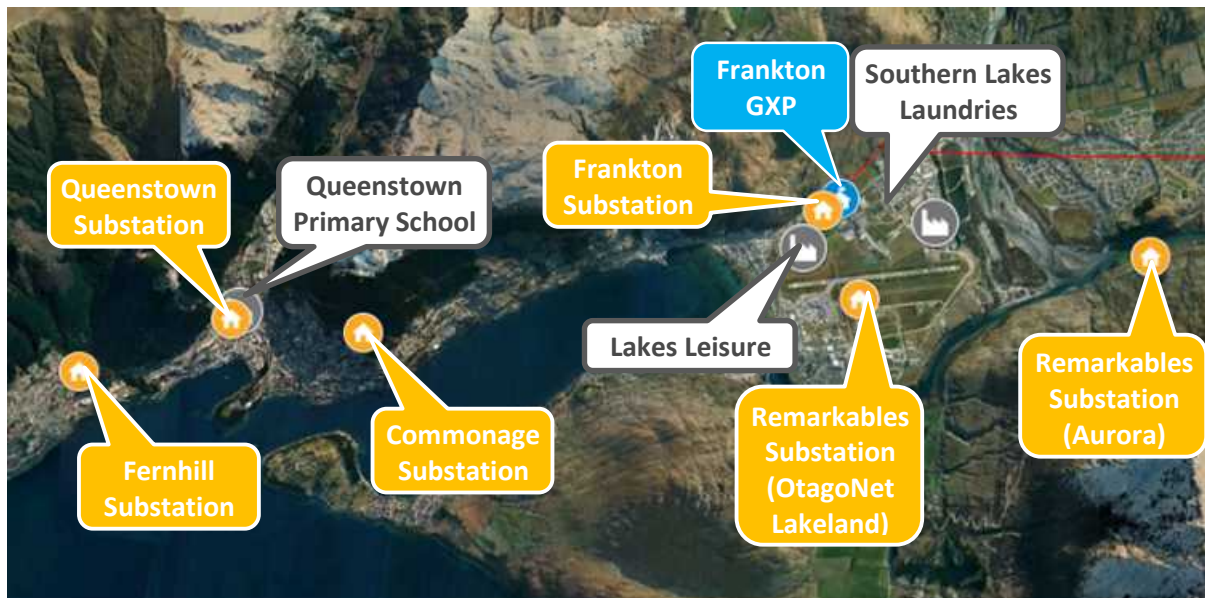 Frankton
GXP
Southern Lakes
Laundries
Frankton
Substation
Queenstown
Substation
Queenstown
Primary School
Lakes Leisure
Remarkables
Substation
(Aurora)
Remarkables
Substation
(OtagoNet
Lakeland)
Commonage
Substation
Fernhill
Substation